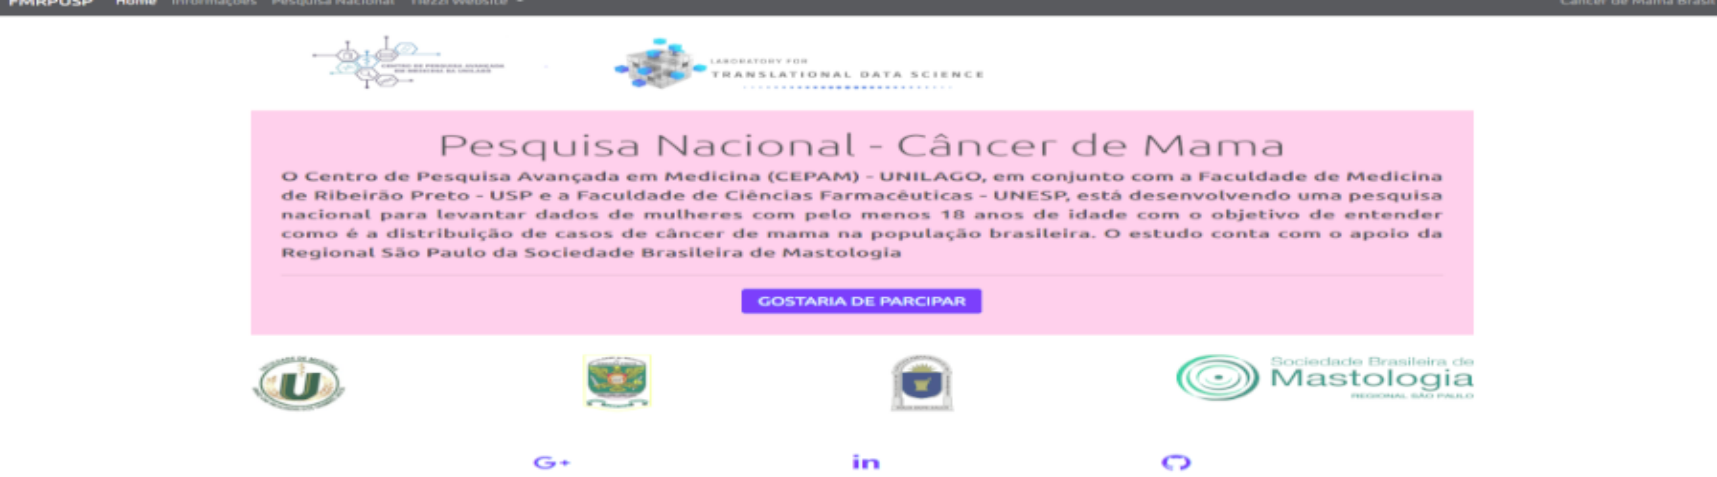 FMRPUSP Home Informações Pesquisa Nacional Tiezzi Website Câncer de Mama Brasil
CENTRO DE PESQUISA AVANÇADA
EM MEDICINA DA UNILAGO
LABORATORY FOR
TRANSLATIONAL DATA SCIENCE
Pesquisa Nacional - Câncer de Mama
O Centro de Pesquisa Avançada em Medicina (CEPAM) - UNILAGO, em conjunto com a Faculdade de Medicina
de Ribeirão Preto - USP e a Faculdade de Ciências Farmacêuticas - UNESP, está desenvolvendo uma pesquisa
nacional para levantar dados de mulheres com pelo menos 18 anos de idade com o objetivo de entender
como é a distribuição de casos de câncer de mama na população brasileira. O estudo conta com o apoio da
Regional São Paulo da Sociedade Brasileira de Mastologia
GOSTARIA DE PARCIPAR
U
Sociedade Brasileira de
Mastologia
REGIONAL SÃO PAULO
G+ in